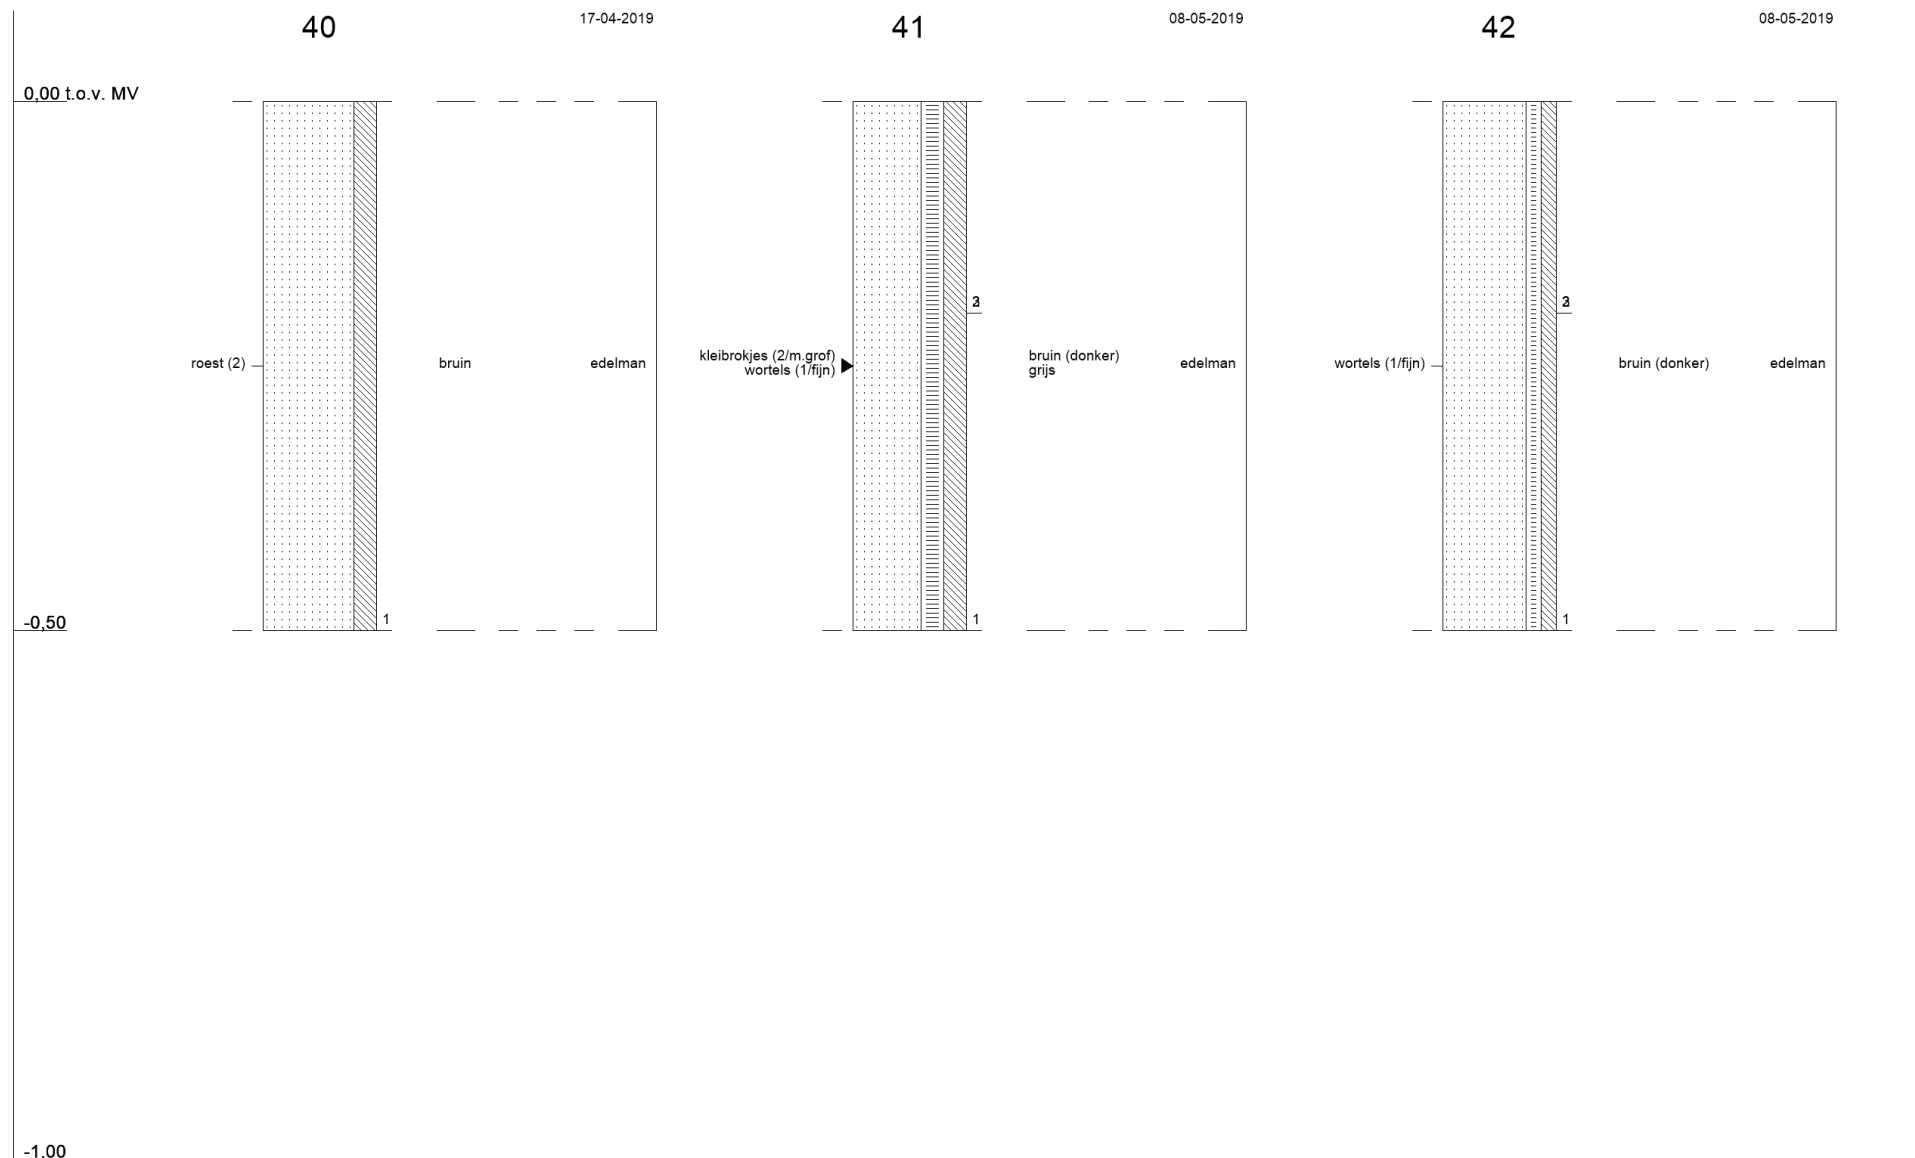 40
17-04-2019
41
08-05-2019
42
08-05-2019
0,00 t.o.v. MV
roest (2)
bruin
edelman
1
kleibrokjes (2/m.grof)
wortels (1/fijn)
bruin (donker)
grijs
edelman
1
wortels (1/fijn)
bruin (donker)
edelman
1
-0,50
-1,00